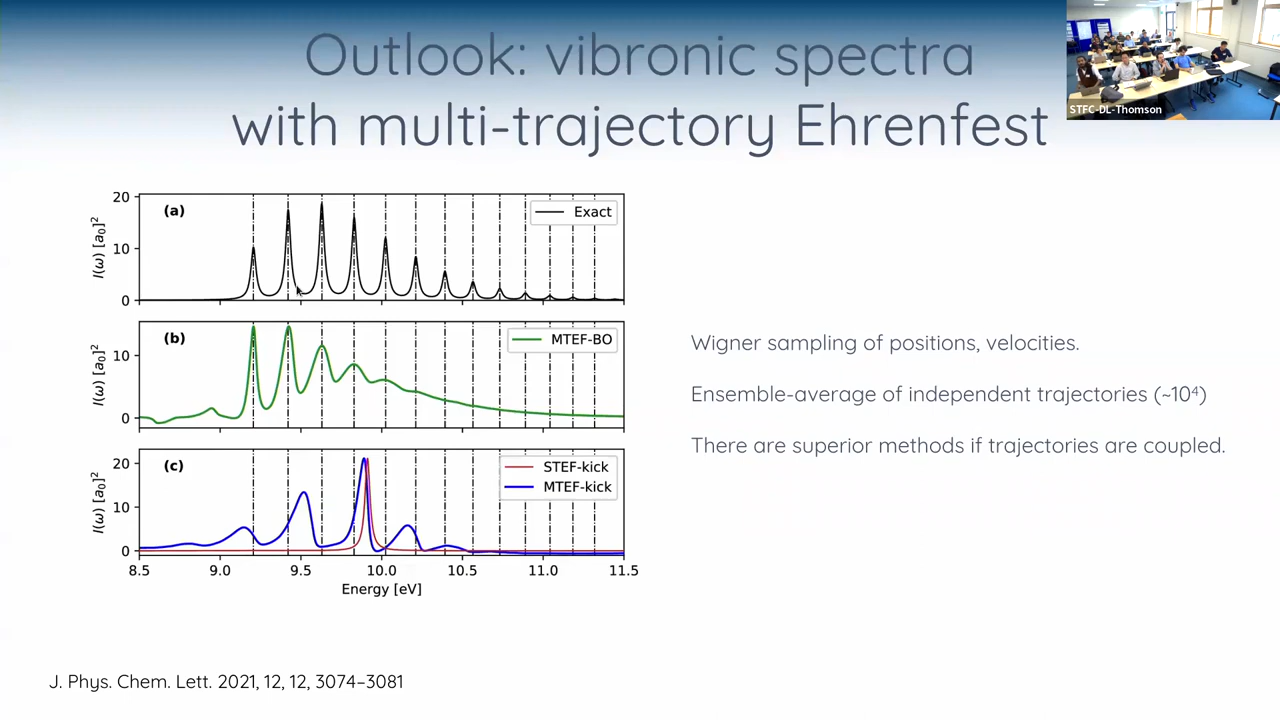 Outlook: vibronic spectra
with multi-trajectory Ehrenfest
STFC-DL-Thomson
20
10
0
I(ω) [a₀]²
(a)
Exact
10
0
I(ω) [a₀]²
(b)
MTEF-BO
20
10
0
I(ω) [a₀]²
(c)
STEF-kick
MTEF-kick
8.5 9.0 9.5 10.0 10.5 11.0 11.5
Energy [eV]
Wigner sampling of positions, velocities.
Ensemble-average of independent trajectories (~10⁴)
There are superior methods if trajectories are coupled.
J. Phys. Chem. Lett. 2021, 12, 12, 3074–3081